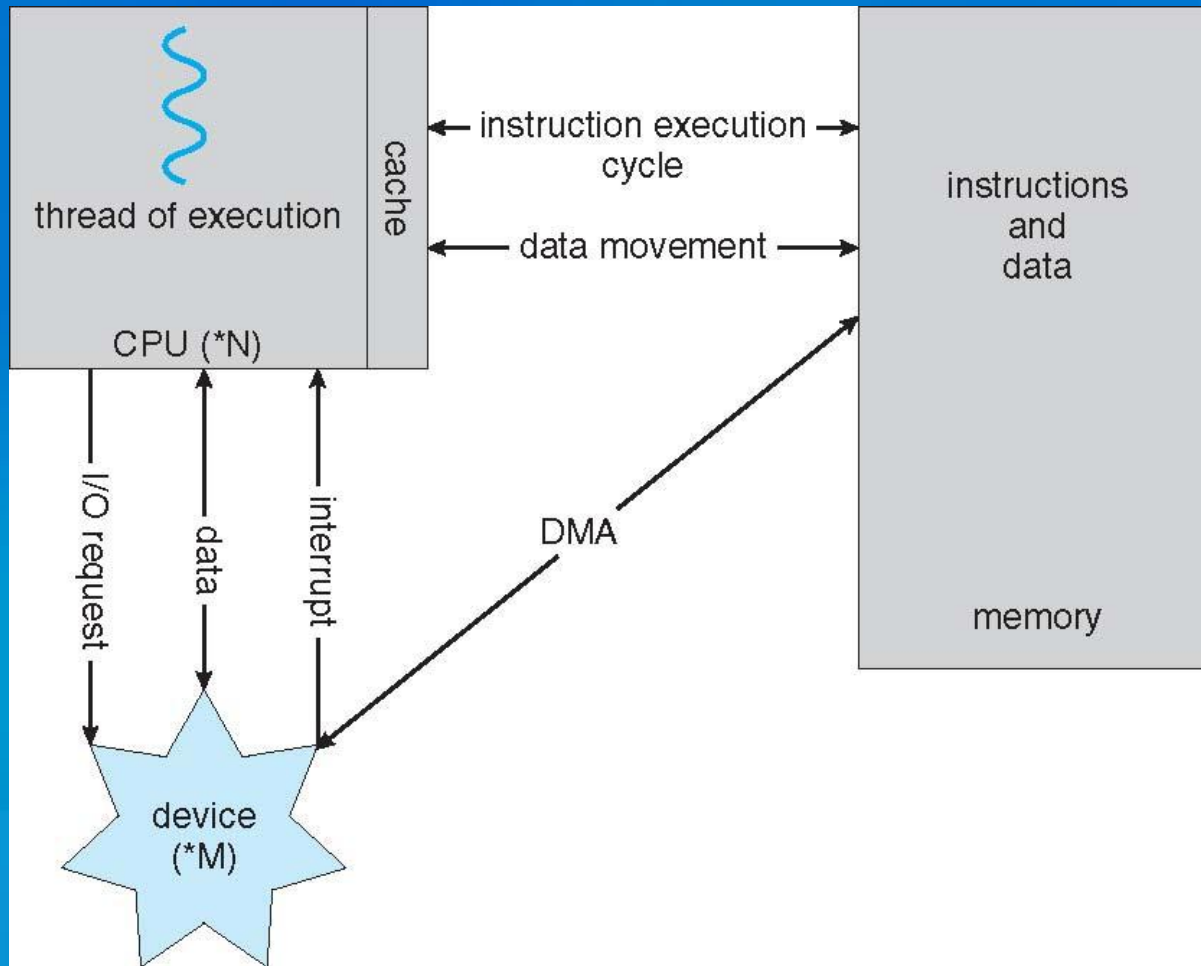 thread of execution
CPU (*N)
cache
instruction execution
cycle
data movement
instructions
and
data
memory
I/O request
data
interrupt
DMA
device
(*M)